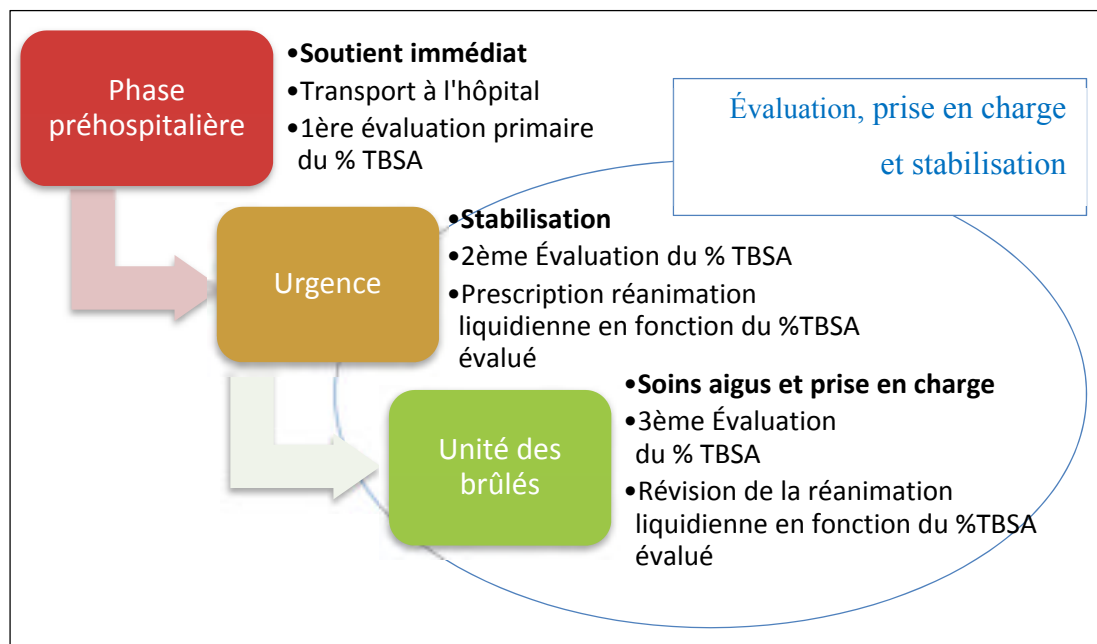 Phase
préhospitalière
•Soutient immédiat
•Transport à l'hôpital
•1ère évaluation primaire
du % TBSA
Évaluation, prise en charge
et stabilisation
Urgence
•Stabilisation
•2ème Évaluation du % TBSA
•Prescription réanimation
liquidienne en fonction du %TBSA
évalué
Unité des
brûlés
•Soins aigus et prise en charge
•3ème Évaluation
du % TBSA
•Révision de la réanimation
liquidienne en fonction du %TBSA
évalué